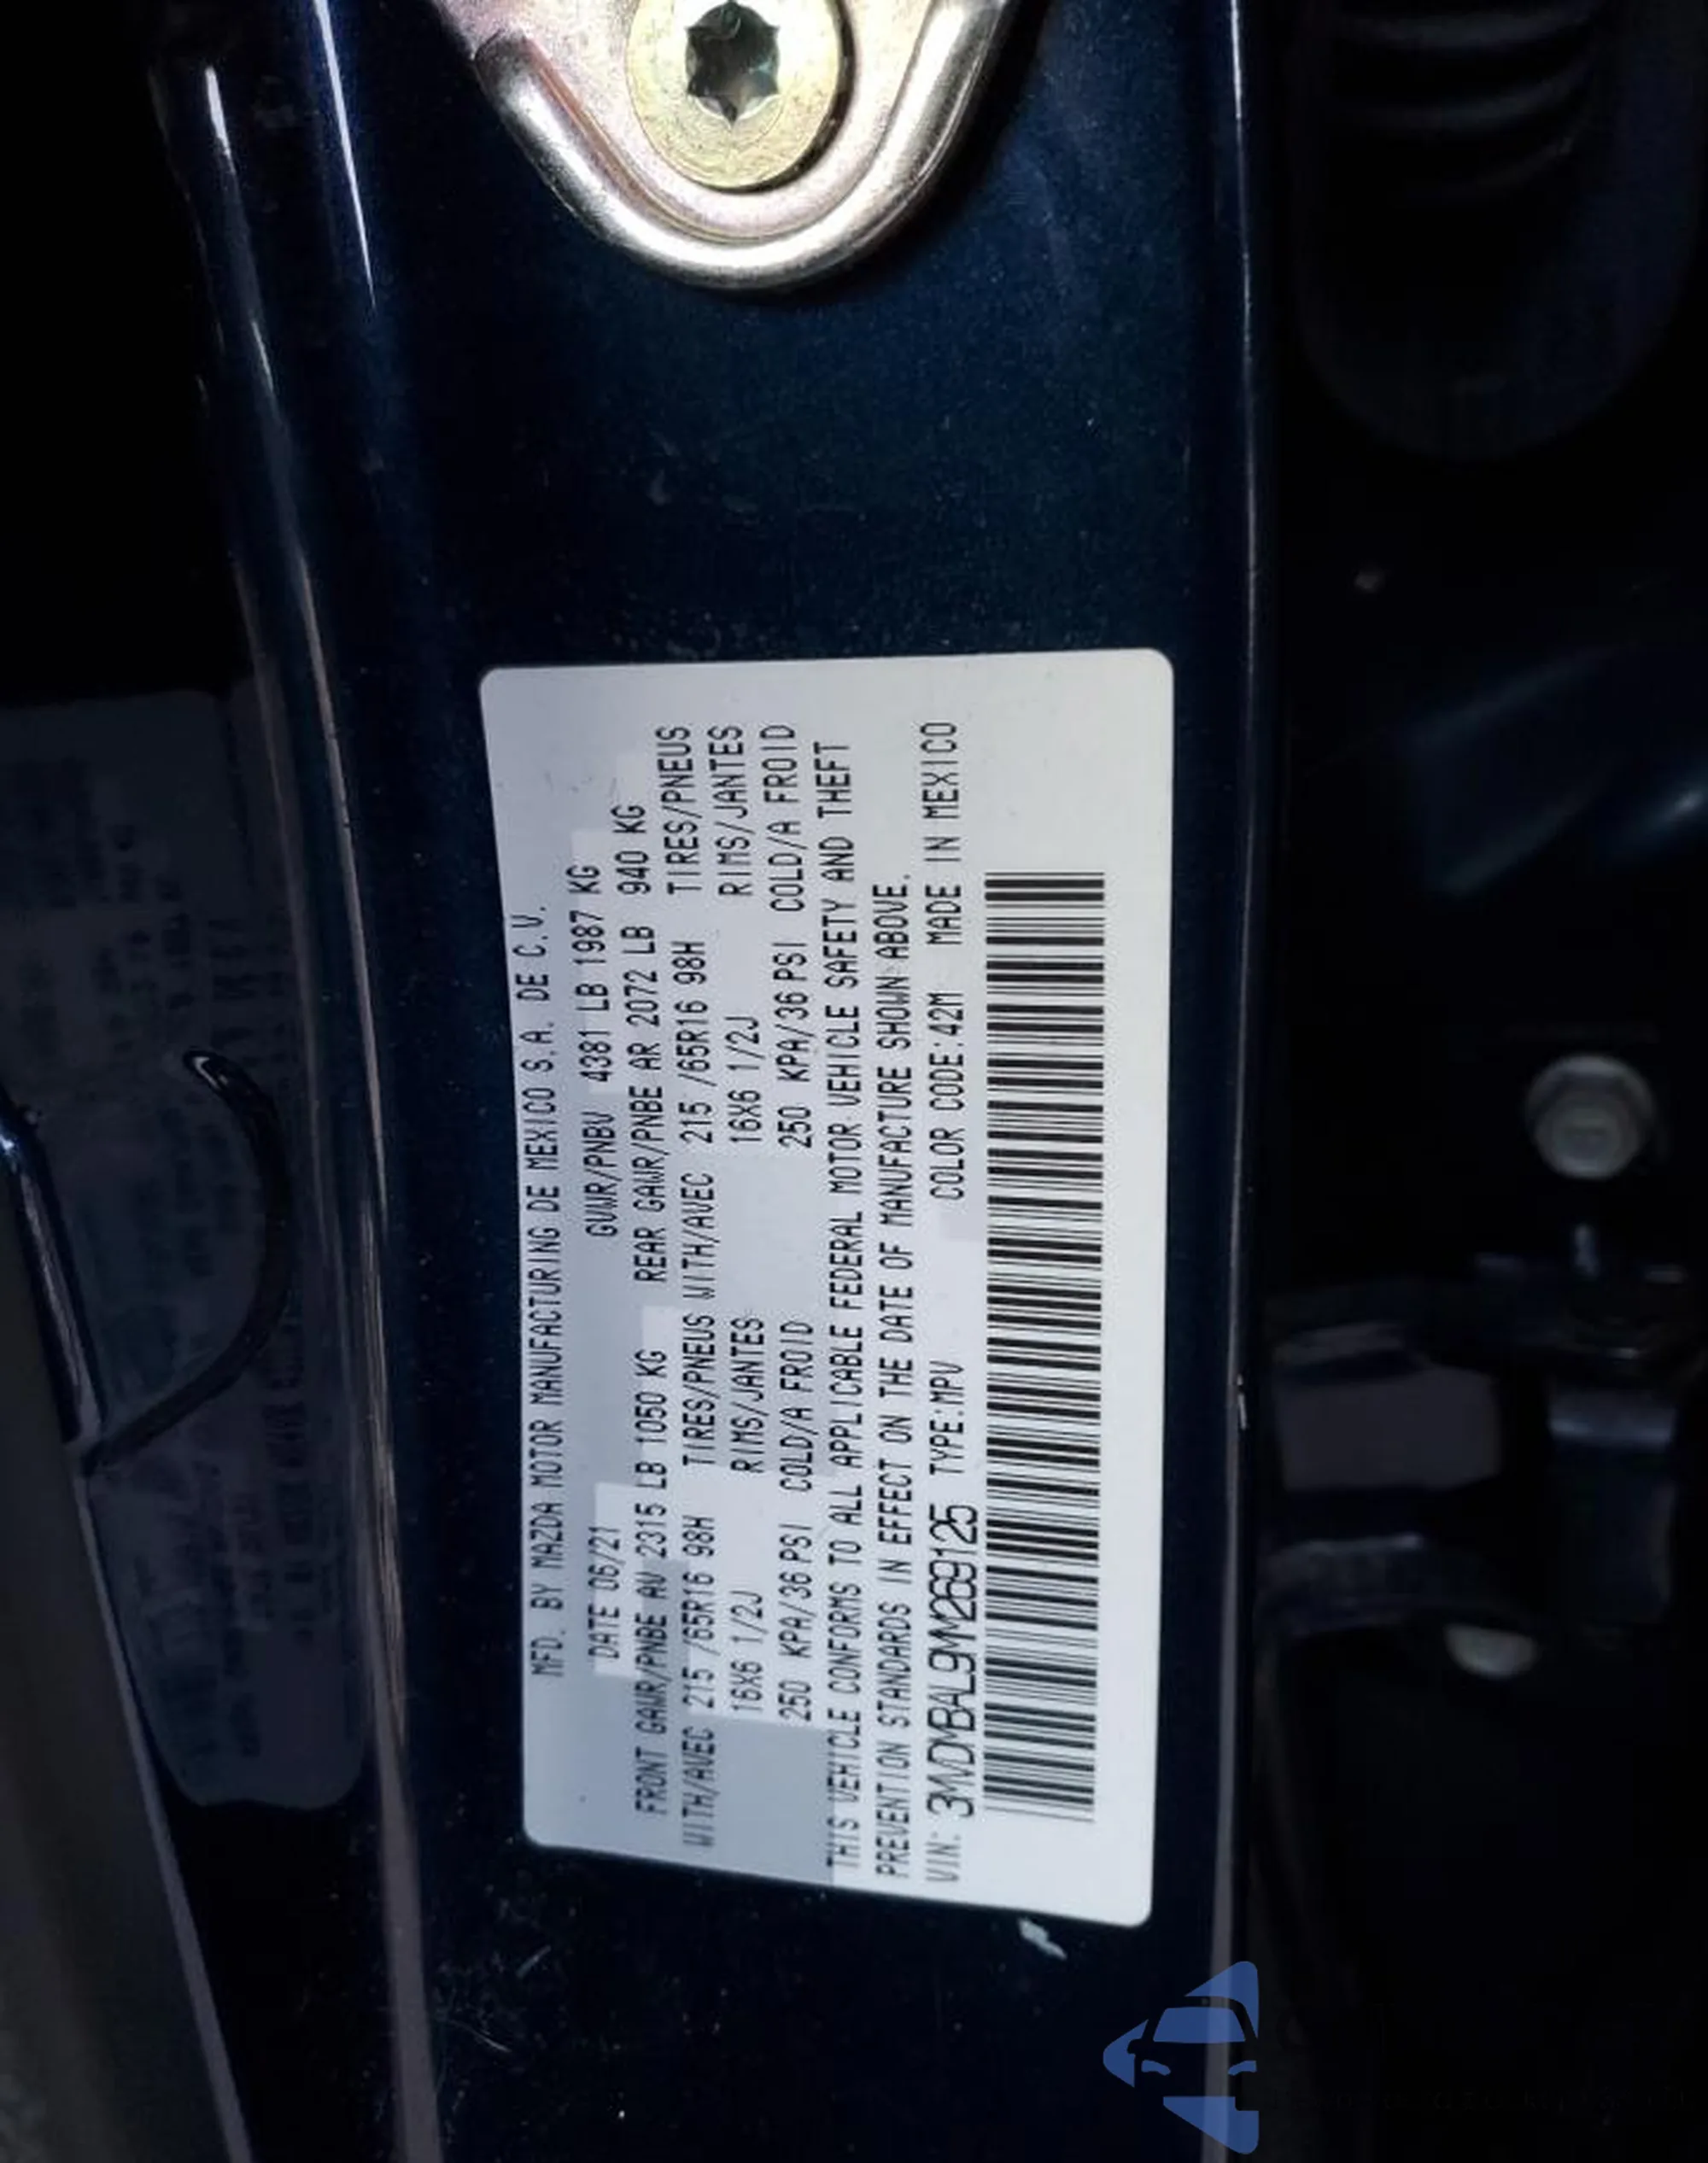 MFD. BY MAZDA MOTOR MANUFACTURING DE MEXICO S.A. DE C.V.
DATE 06/21 GVWR/PNBV 4381 LB 1987 KG
FRONT GAWR/PNBE AV 2315 LB 1050 KG REAR GAWR/PNBE AR 2072 LB 940 KG
WITH/AVEC 215 /65R16 98H TIRES/PNEUS WITH/AVEC 215 /65R16 98H TIRES/PNEUS
16X6 1/2J RIMS/JANTES 16X6 1/2J RIMS/JANTES
250 KPA/36 PSI COLD/A FROID 250 KPA/36 PSI COLD/A FROID
THIS VEHICLE CONFORMS TO ALL APPLICABLE FEDERAL MOTOR VEHICLE SAFETY AND THEFT
PREVENTION STANDARDS IN EFFECT ON THE DATE OF MANUFACTURE SHOWN ABOVE.
VIN: 3MVDMBAL9MM269125 TYPE:MPV COLOR CODE:42M MADE IN MEXICO